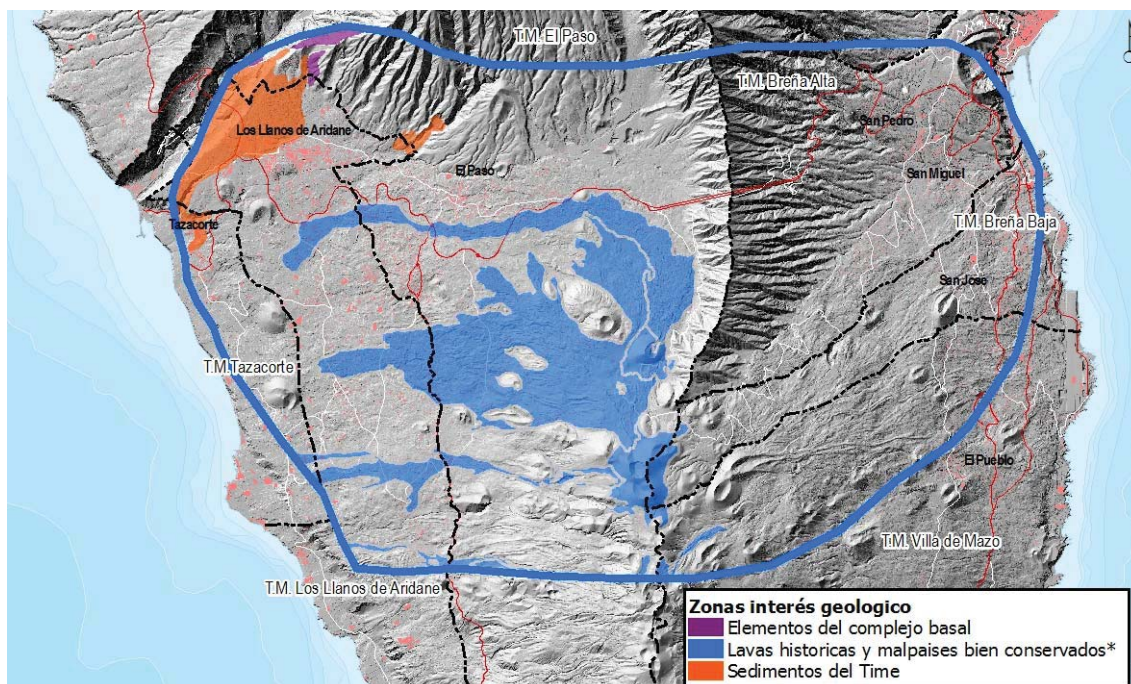 T.M. El Paso
T.M. Breña Alta
San Pedro
Los Llanos de Aridane
El Paso
San Miguel
Tazacorte
T.M. Breña Baja
San Jose
T.M. Tazacorte
El Pueblo
T.M. Villa de Mazo
T.M. Los Llanos de Aridane
Zonas interés geologico
Elementos del complejo basal
Lavas historicas y malpaises bien conservados*
Sedimentos del Time